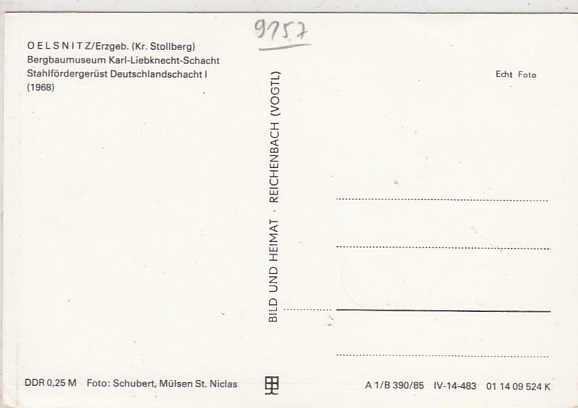 9157
OELSNITZ/Erzgeb. (Kr. Stollberg)
Bergbaumuseum Karl-Liebknecht-Schacht
Stahlfördergerüst Deutschlandschacht I
(1968)
Echt Foto
BILD UND HEIMAT · REICHENBACH (VOGTL)
DDR 0,25 M Foto: Schubert, Mülsen St. Niclas
A 1/B 390/85 IV-14-483 01 14 09 524 K